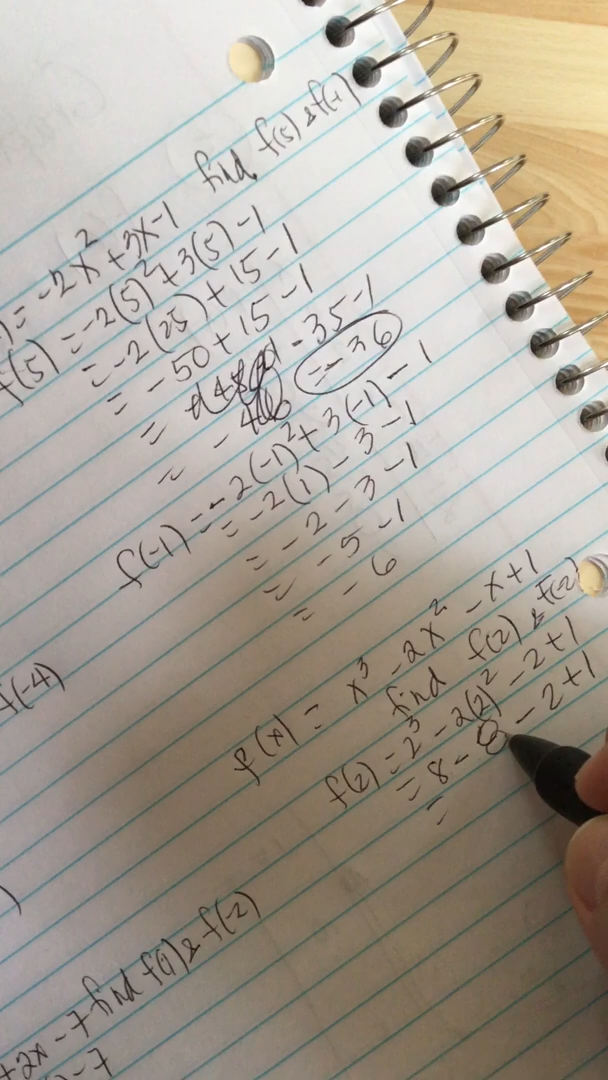 find f(5) & f(-1)
) = -2x² + 3x - 1
f(5) = -2(5)² + 3(5) - 1
= -2(25) + 15 - 1
= -50 + 15 - 1
= - 35 - 1
= - = - 36
f(-1) = -2(-1)² + 3(-1) - 1
= -2(1) - 3 - 1
= - 2 - 3 - 1
= - 5 - 1
= - 6
f(-4)
f(x) = x³ - 2x² - x + 1
find f(2) & f(-2)
f(2) = 2³ - 2(2)² - 2 + 1
= 8 - 8 - 2 + 1
=
)
+ 2x - 7 find f(1) & f(-2)
) - 7